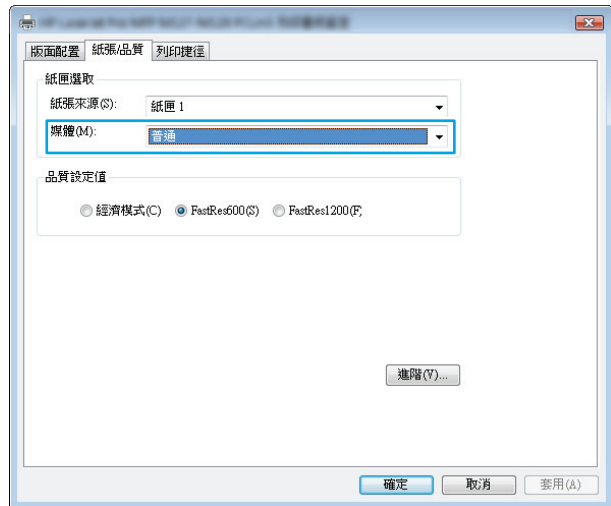 版面配置 紙張/品質 列印捷徑
紙匣選取
紙張來源(S): 紙匣 1
媒體(M): 普通
品質設定值
經濟模式(C) FastRes600(S) FastRes1200(F)
進階(V)...
確定 取消 套用(A)